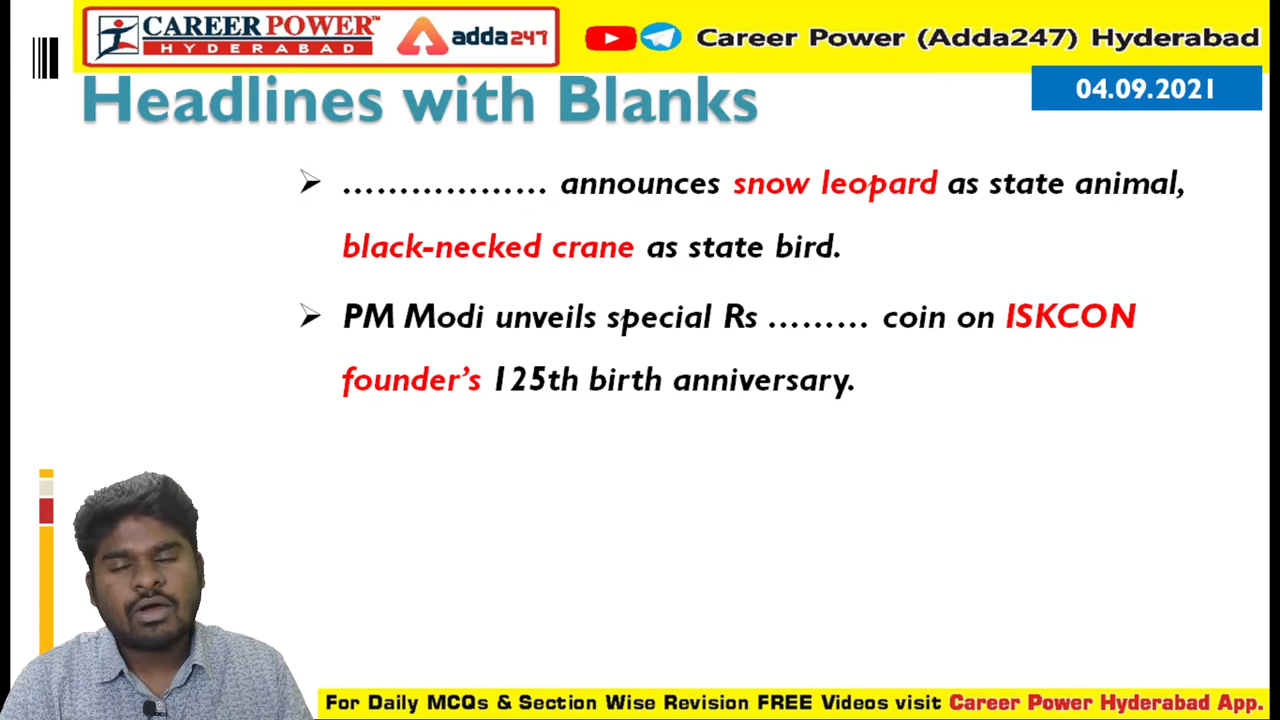 CAREER POWER™
HYDERABAD
adda247
Career Power (Adda247) Hyderabad
Headlines with Blanks
04.09.2021
……………… announces snow leopard as state animal,
black-necked crane as state bird.
PM Modi unveils special Rs ……… coin on ISKCON
founder’s 125th birth anniversary.
For Daily MCQs & Section Wise Revision FREE Videos visit Career Power Hyderabad App.